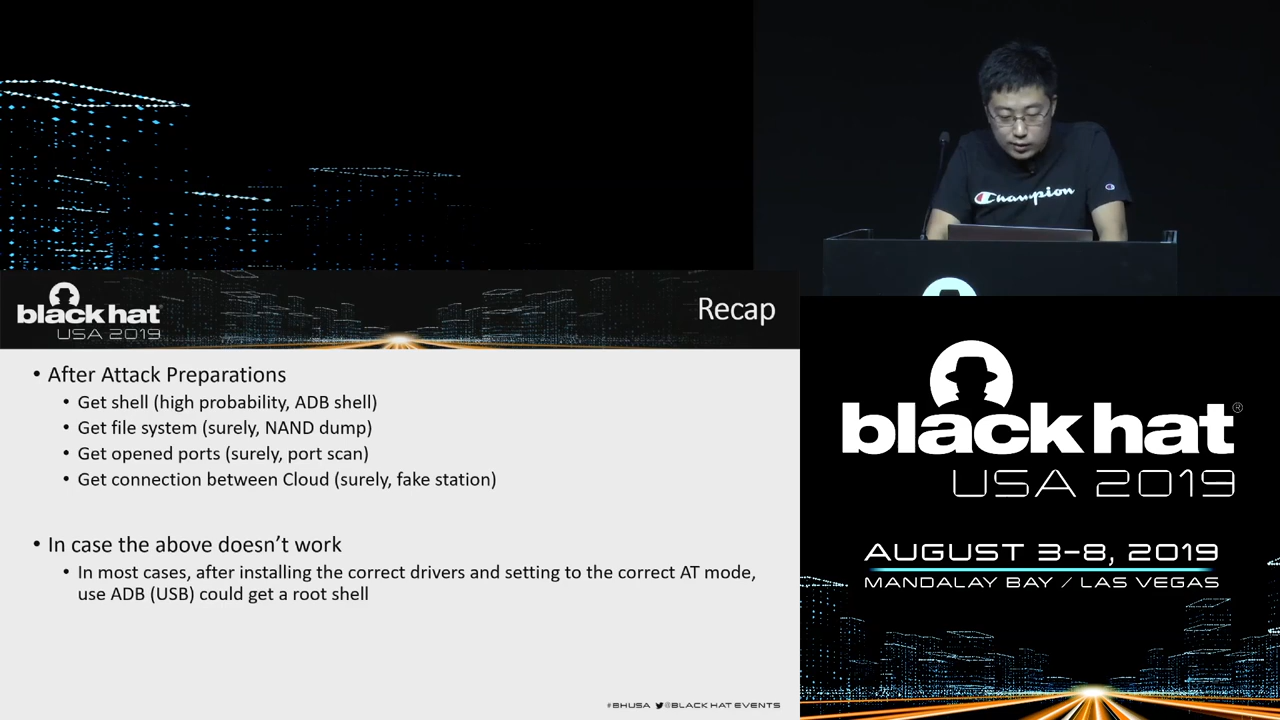 Champion
black hat
USA 2019
Recap
• After Attack Preparations
• Get shell (high probability, ADB shell)
• Get file system (surely, NAND dump)
• Get opened ports (surely, port scan)
• Get connection between Cloud (surely, fake station)
• In case the above doesn't work
• In most cases, after installing the correct drivers and setting to the correct AT mode,
use ADB (USB) could get a root shell
#BHUSA @BLACK HAT EVENTS
black hat®
USA 2019
AUGUST 3-8, 2019
MANDALAY BAY / LAS VEGAS